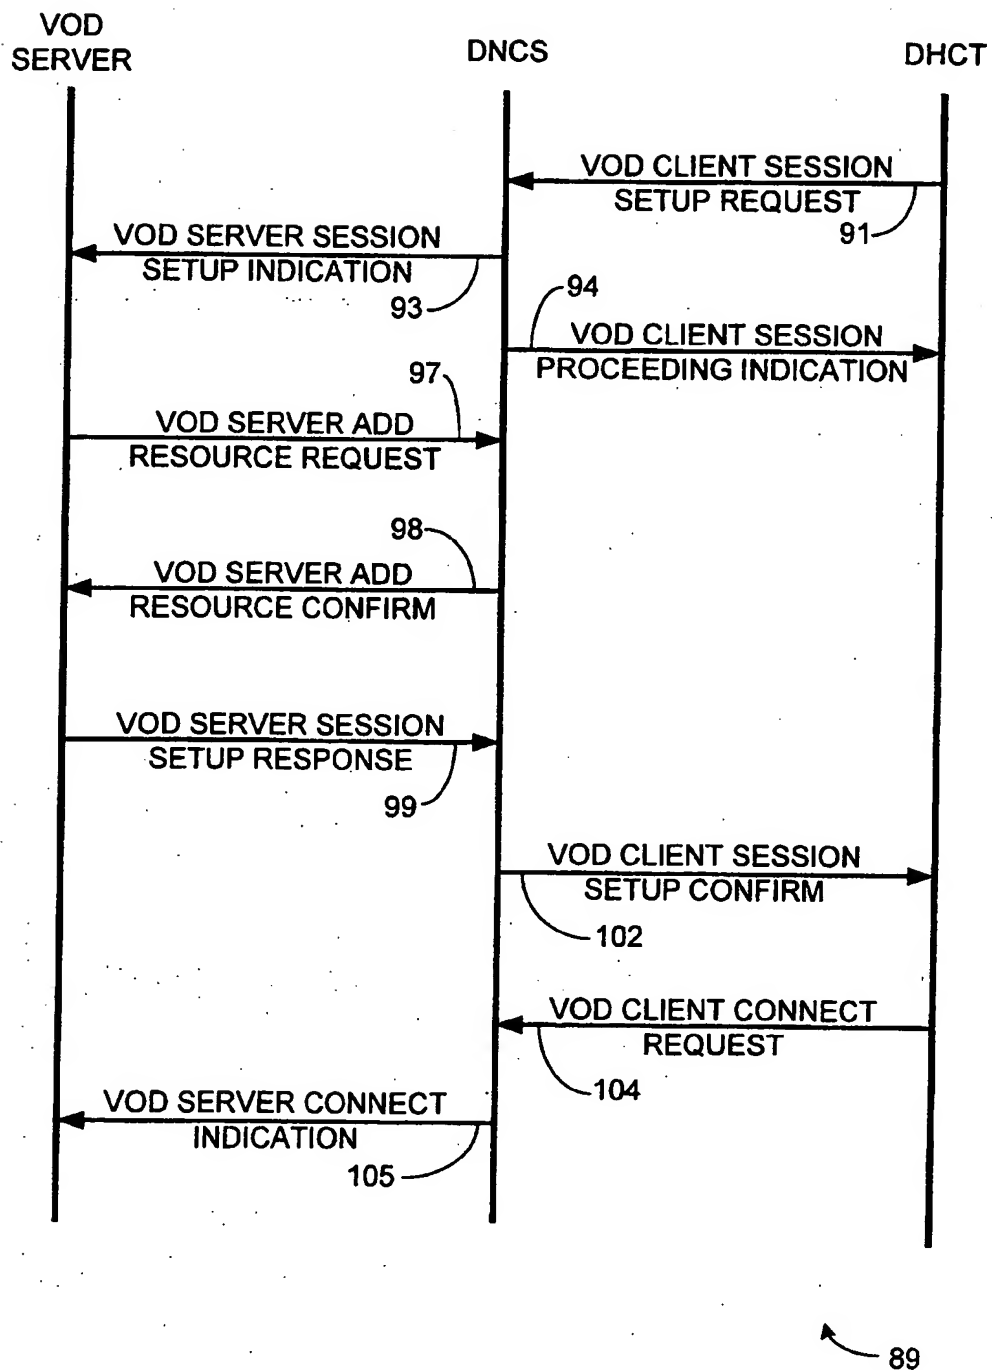 VOD
SERVER
DNCS
DHCT
VOD CLIENT SESSION
SETUP REQUEST
91
VOD SERVER SESSION
SETUP INDICATION
93
94
VOD CLIENT SESSION
PROCEEDING INDICATION
97
VOD SERVER ADD
RESOURCE REQUEST
98
VOD SERVER ADD
RESOURCE CONFIRM
VOD SERVER SESSION
SETUP RESPONSE
99
VOD CLIENT SESSION
SETUP CONFIRM
102
VOD CLIENT CONNECT
REQUEST
104
VOD SERVER CONNECT
INDICATION
105
89